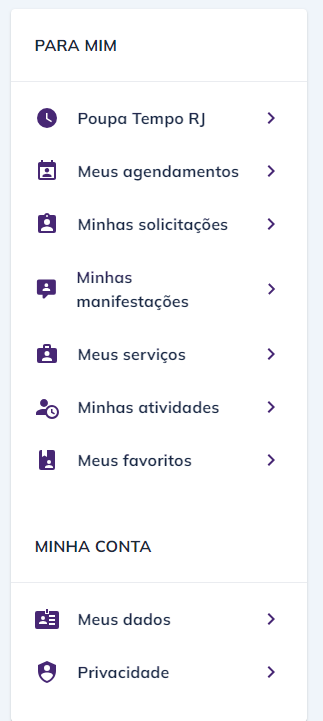 PARA MIM
Poupa Tempo RJ
Meus agendamentos
Minhas solicitações
Minhas
manifestações
Meus serviços
Minhas atividades
Meus favoritos
MINHA CONTA
Meus dados
Privacidade